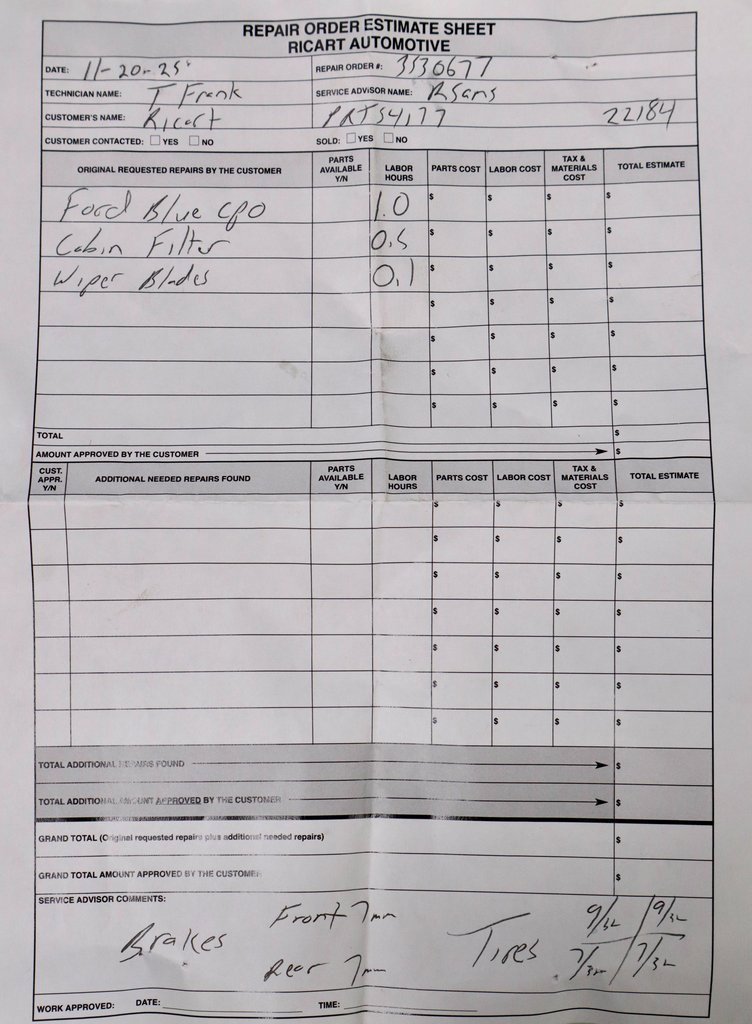 REPAIR ORDER ESTIMATE SHEET
RICART AUTOMOTIVE
DATE: 11-20-25 REPAIR ORDER #: 3530677
TECHNICIAN NAME: T Frank SERVICE ADVISOR NAME: RSams
CUSTOMER'S NAME: Ricart PRTS4177 22184
CUSTOMER CONTACTED: YES NO SOLD: YES NO
ORIGINAL REQUESTED REPAIRS BY THE CUSTOMER PARTS AVAILABLE Y/N LABOR HOURS PARTS COST LABOR COST TAX & MATERIALS COST TOTAL ESTIMATE
Ford Blue CPO 1.0 $ $ $ $
Cabin Filter 0.5 $ $ $ $
Wiper Blades 0.1 $ $ $ $
$ $ $ $
$ $ $ $
$ $ $ $
$ $ $ $
TOTAL $
AMOUNT APPROVED BY THE CUSTOMER $
CUST. APPR. Y/N ADDITIONAL NEEDED REPAIRS FOUND PARTS AVAILABLE Y/N LABOR HOURS PARTS COST LABOR COST TAX & MATERIALS COST TOTAL ESTIMATE
$ $ $ $
$ $ $ $
$ $ $ $
$ $ $ $
$ $ $ $
$ $ $ $
$ $ $ $
TOTAL ADDITIONAL REPAIRS FOUND $
TOTAL ADDITIONAL AMOUNT APPROVED BY THE CUSTOMER $
GRAND TOTAL (Original requested repairs plus additional needed repairs) $
GRAND TOTAL AMOUNT APPROVED BY THE CUSTOMER $
SERVICE ADVISOR COMMENTS:
Brakes Front 7mm Rear 7mm
Tires 9/32 9/32 7/32 7/32
WORK APPROVED: DATE: TIME: